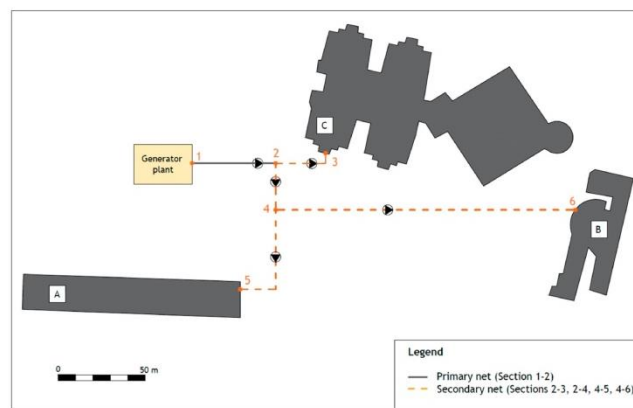 C
Generator
plant
1
2
3
4
6
B
5
A
0
50 m
Legend
Primary net (Section 1-2)
Secondary net (Sections 2-3, 2-4, 4-5, 4-6)